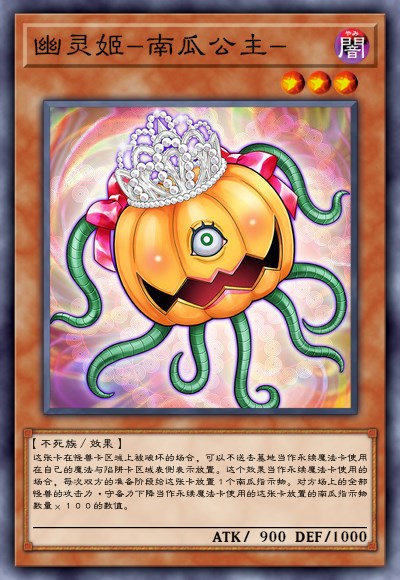 幽灵姬-南瓜公主-
やみ
闇
【不死族/效果】
这张卡在怪兽卡区域上被破坏的场合，可以不送去墓地当作永续魔法卡使用
在自己的魔法与陷阱卡区域表侧表示放置。这个效果当作永续魔法卡使用的
场合，每次双方的准备阶段给这张卡放置1个南瓜指示物。对方场上的全部
怪兽的攻击力·守备力下降当作永续魔法卡使用的这张卡放置的南瓜指示物
数量×100的数值。
ATK/ 900 DEF/1000